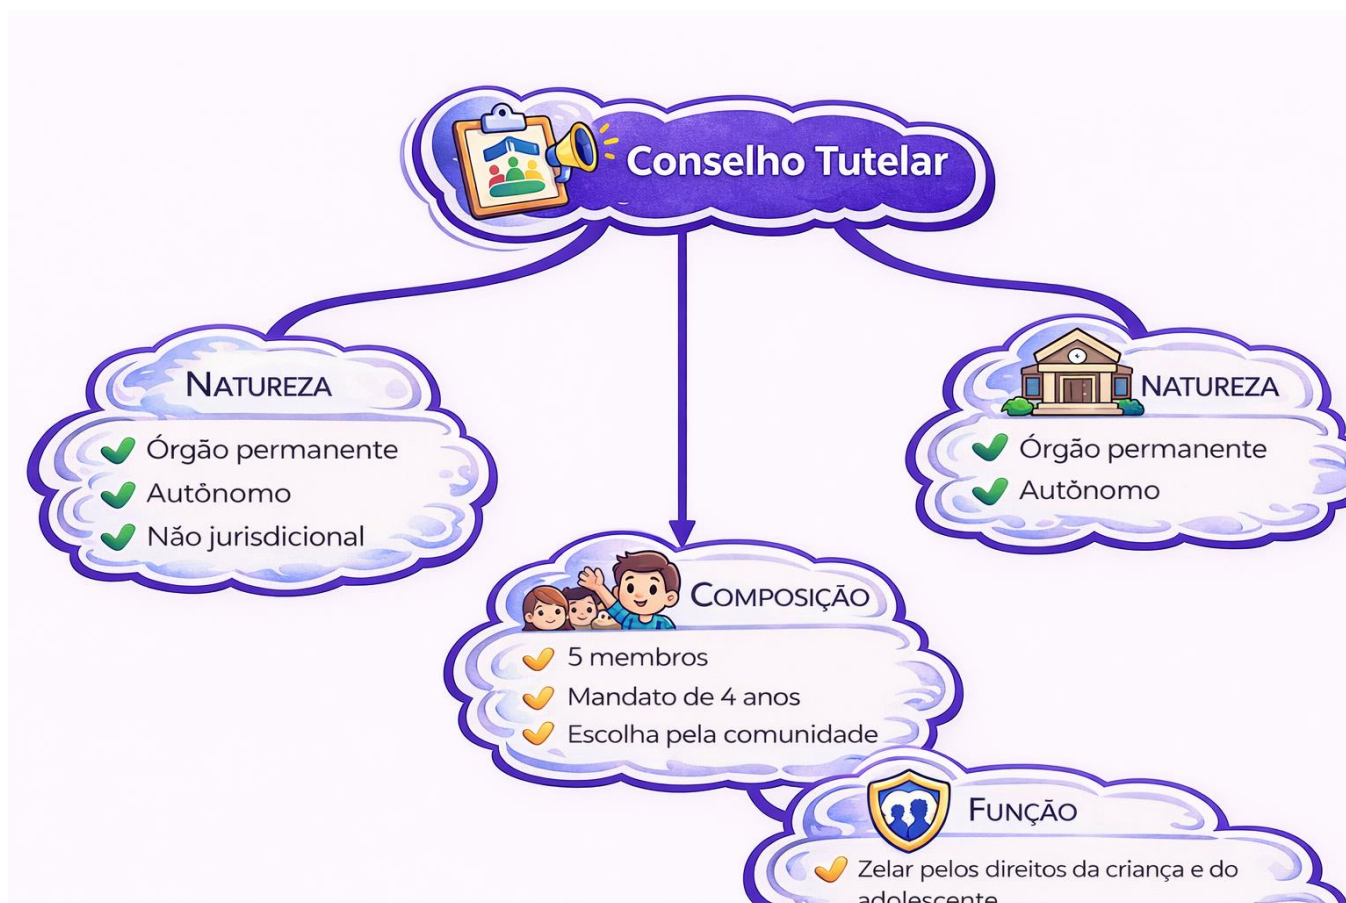 Conselho Tutelar
NATUREZA
Órgão permanente
Autônomo
Não jurisdicional
NATUREZA
Órgão permanente
Autônomo
COMPOSIÇÃO
5 membros
Mandato de 4 anos
Escolha pela comunidade
FUNÇÃO
Zelar pelos direitos da criança e do
adolescente